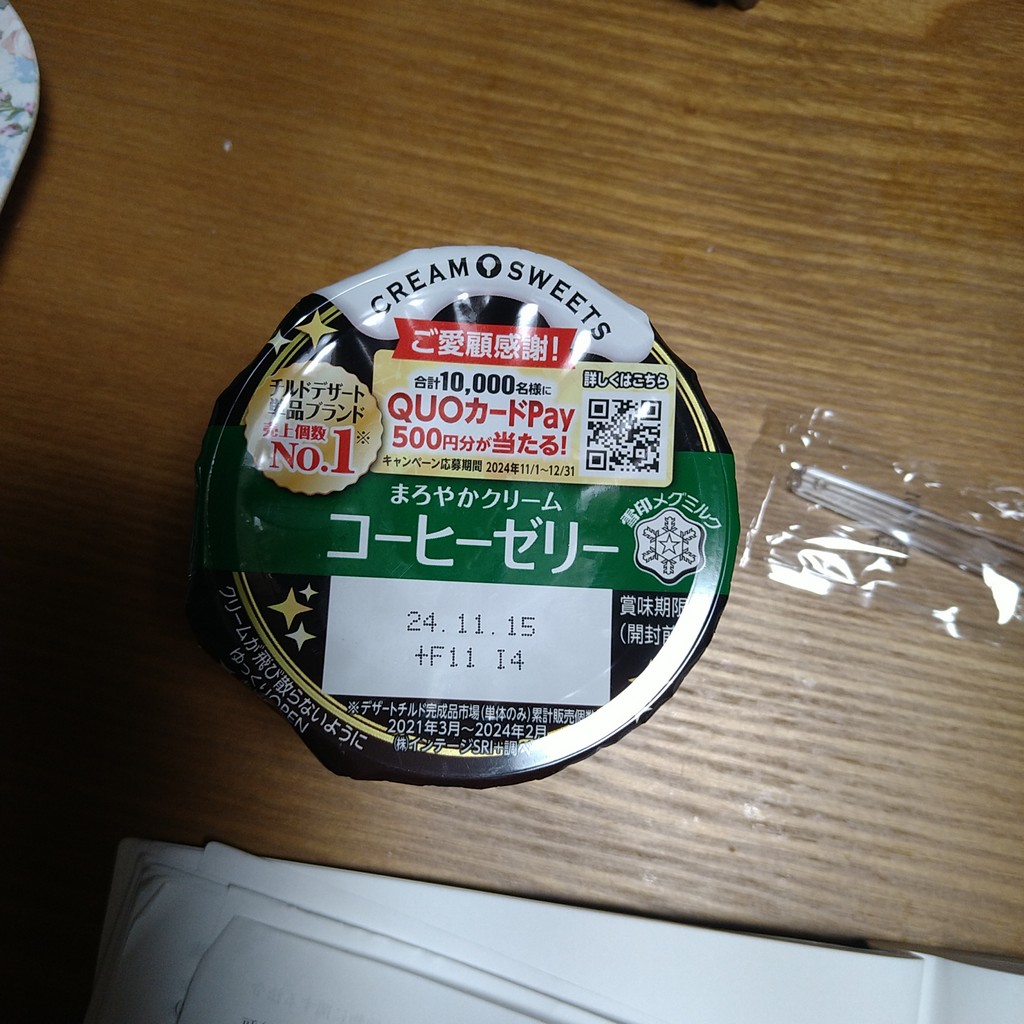 CREAM SWEETS
ご愛顧感謝!
合計10,000名様に
QUOカードPay
500円分が当たる!
キャンペーン応募期間 2024年11/1~12/31
詳しくはこちら
チルドデザート
単品ブランド
売上個数
No.1※
まろやかクリーム
コーヒーゼリー
雪印メグミルク
24.11.15
+F11 I4
賞味期限
(開封前
※デザートチルド完成品市場(単体のみ)累計販売個数
2021年3月~2024年2月
(株)インテージSRI+調べ
クリームが飛び散らないように
ゆっくりOPEN